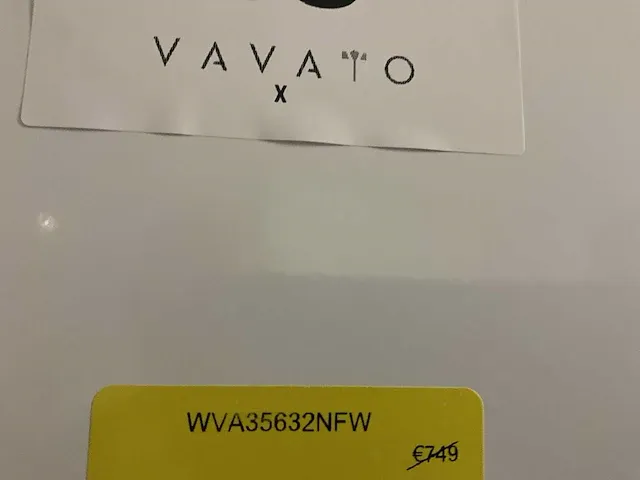 VAVATO
X
WVA35632NFW
€749